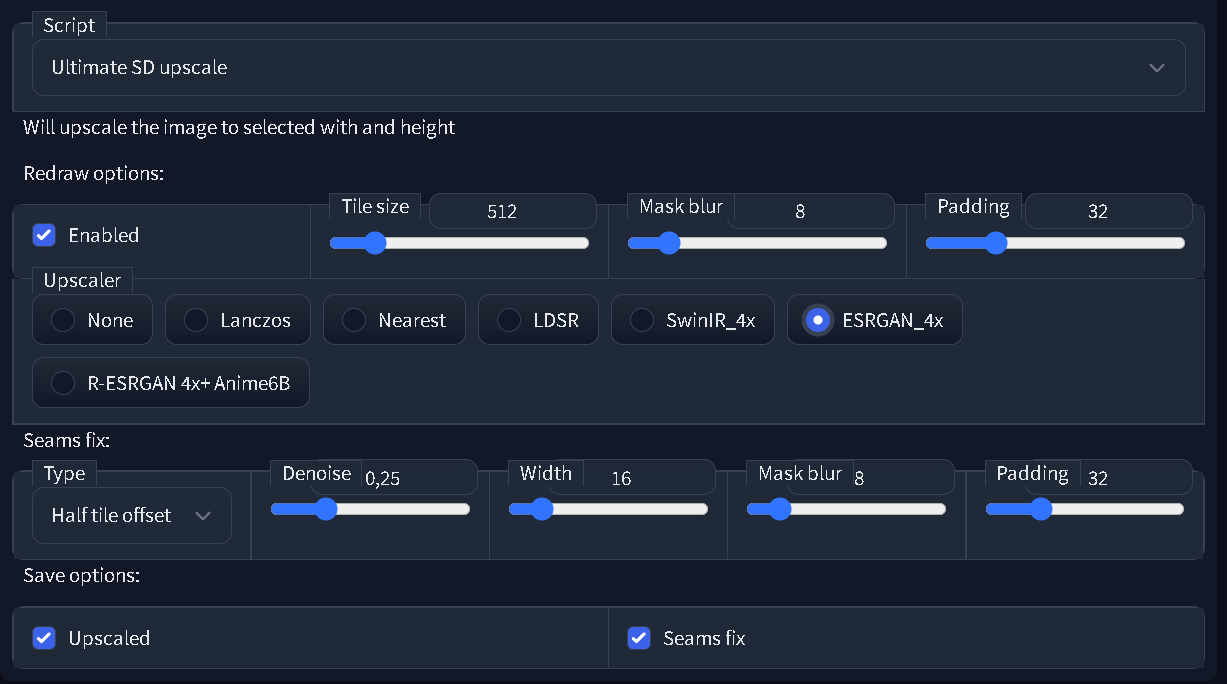 Script
Ultimate SD upscale
Will upscale the image to selected with and height
Redraw options:
Enabled
Tile size 512
Mask blur 8
Padding 32
Upscaler
None Lanczos Nearest LDSR SwinIR_4x ESRGAN_4x
R-ESRGAN 4x+ Anime6B
Seams fix:
Type
Half tile offset
Denoise 0,25
Width 16
Mask blur 8
Padding 32
Save options:
Upscaled Seams fix